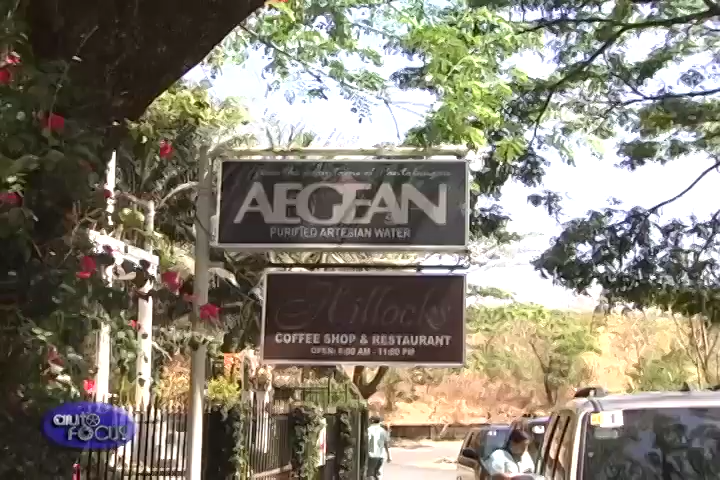 AEGEAN
PURIFIED ARTESIAN WATER
Hillocks
COFFEE SHOP & RESTAURANT
OPEN: 8:00 AM - 11:00 PM
AUTO
FOCUS